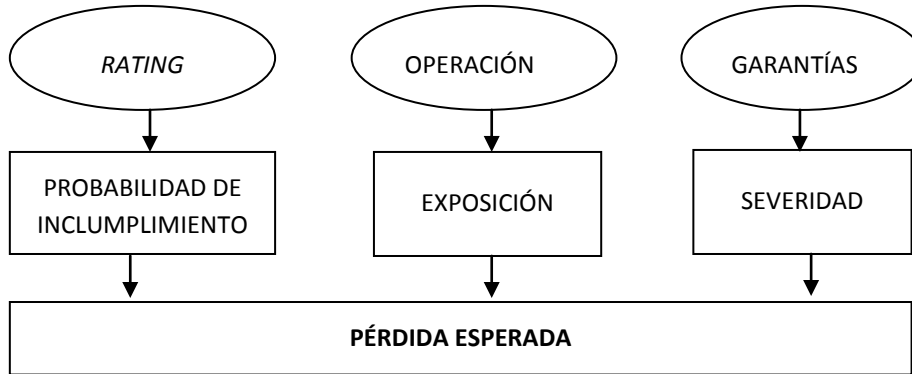 RATING
OPERACIÓN
GARANTÍAS
PROBABILIDAD DE
INCLUMPLIMIENTO
EXPOSICIÓN
SEVERIDAD
PÉRDIDA ESPERADA